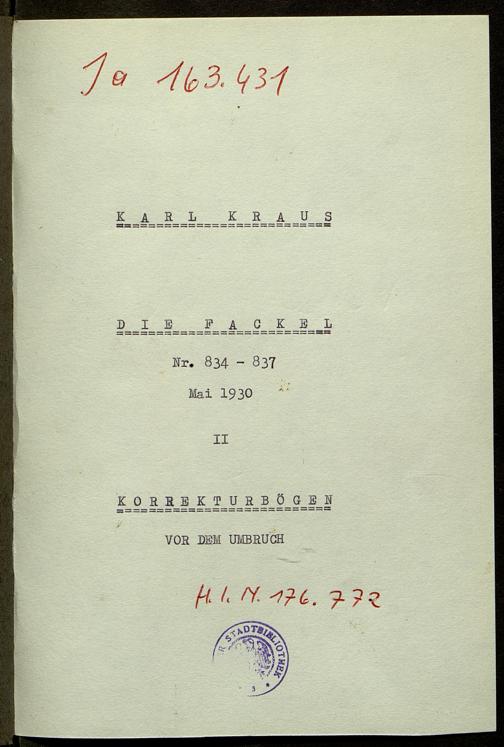 Ja 163.431
KARL KRAUS
DIE FACKEL
Nr. 834 - 837
Mai 1930
II
KORREKTURBÖGEN
VOR DEM UMBRUCH
H.I.N. 176.772
R STADTBIBLIOTHEK